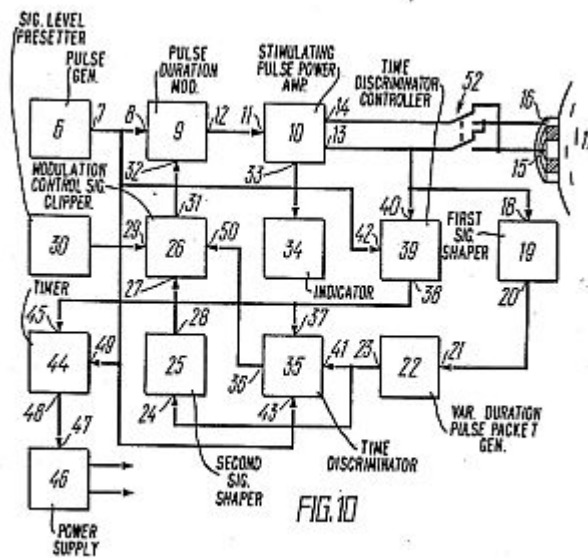 SIG. LEVEL
PRESETTER
PULSE
GEN.
PULSE
DURATION
MOD.
STIMULATING
PULSE POWER
AMP.
TIME
DISCRIMINATOR
CONTROLLER
52
6
7
8
9
12
11
10
14
13
16
15
32
33
MODULATION
CONTROL SIG.
CLIPPER
31
30
29
26
50
34
INDICATOR
42
40
39
38
FIRST
SIG.
SHAPER
18
19
20
TIMER
27
28
45
44
49
48
47
46
POWER
SUPPLY
25
24
SECOND
SIG.
SHAPER
37
36
35
41
43
TIME
DISCRIMINATOR
23
22
21
VAR. DURATION
PULSE PACKET
GEN.
FIG.10